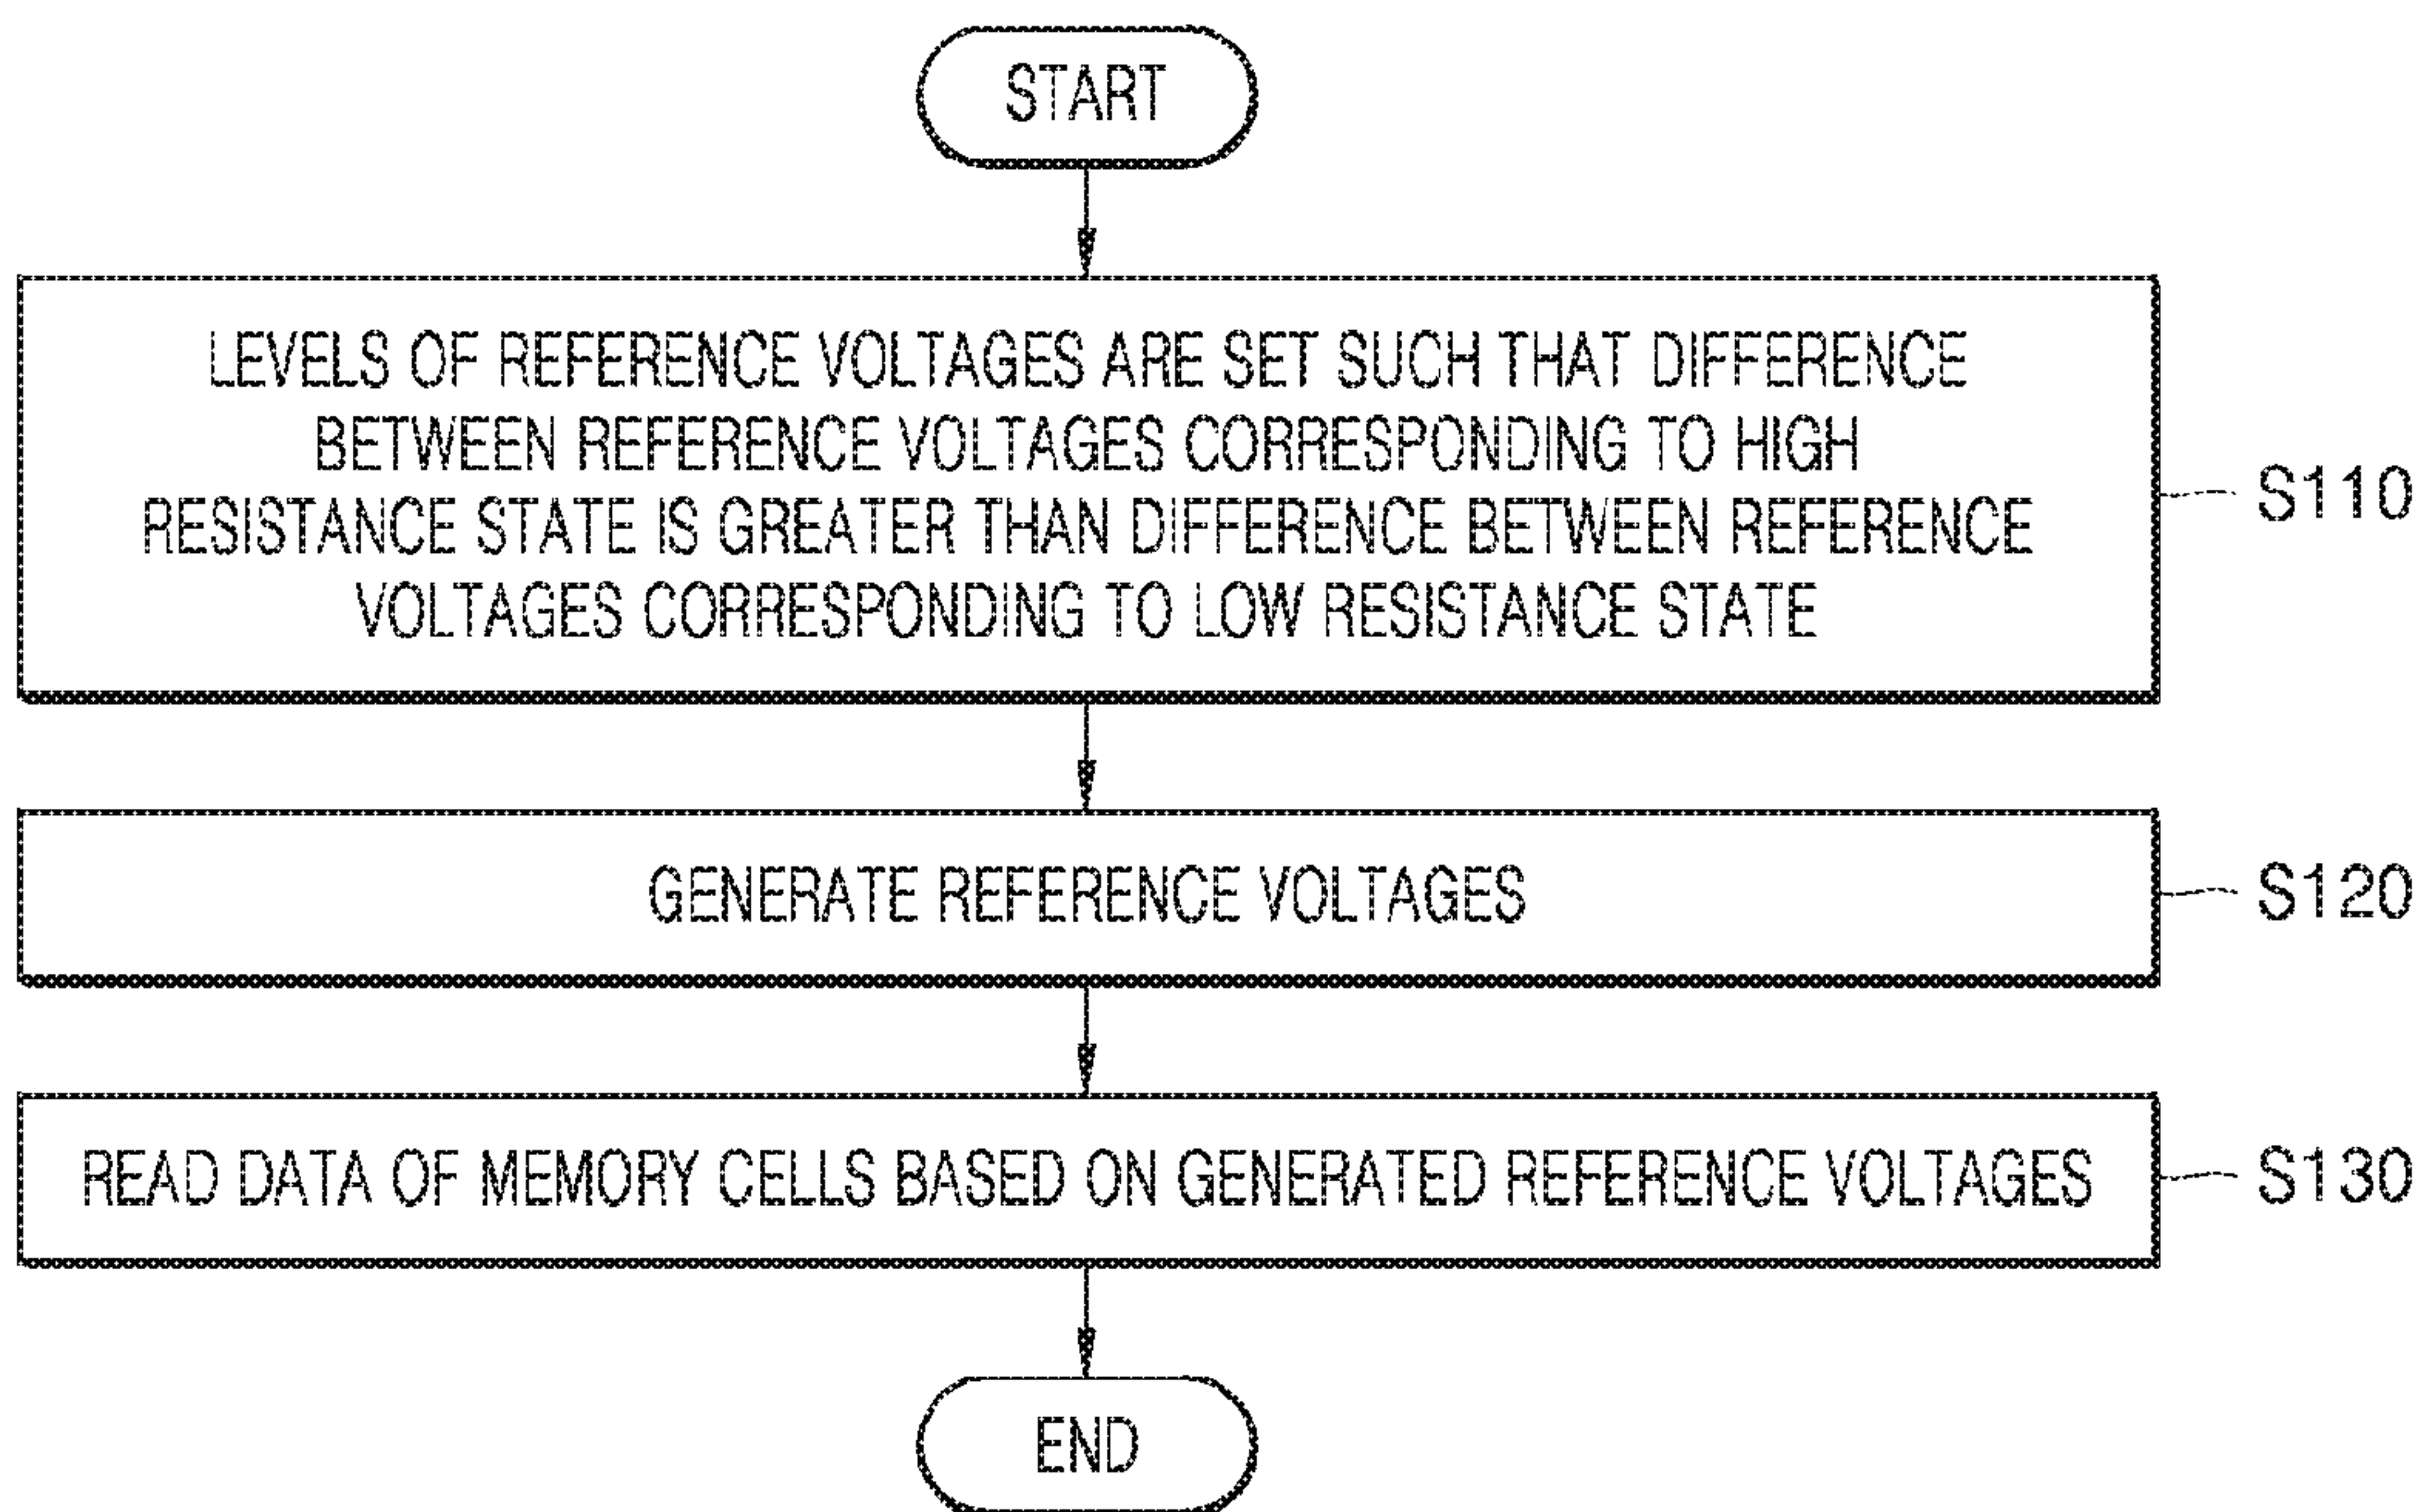 START
LEVELS OF REFERENCE VOLTAGES ARE SET SUCH THAT DIFFERENCE
BETWEEN REFERENCE VOLTAGES CORRESPONDING TO HIGH
RESISTANCE STATE IS GREATER THAN DIFFERENCE BETWEEN REFERENCE
VOLTAGES CORRESPONDING TO LOW RESISTANCE STATE
S110
GENERATE REFERENCE VOLTAGES
S120
READ DATA OF MEMORY CELLS BASED ON GENERATED REFERENCE VOLTAGES
S130
END